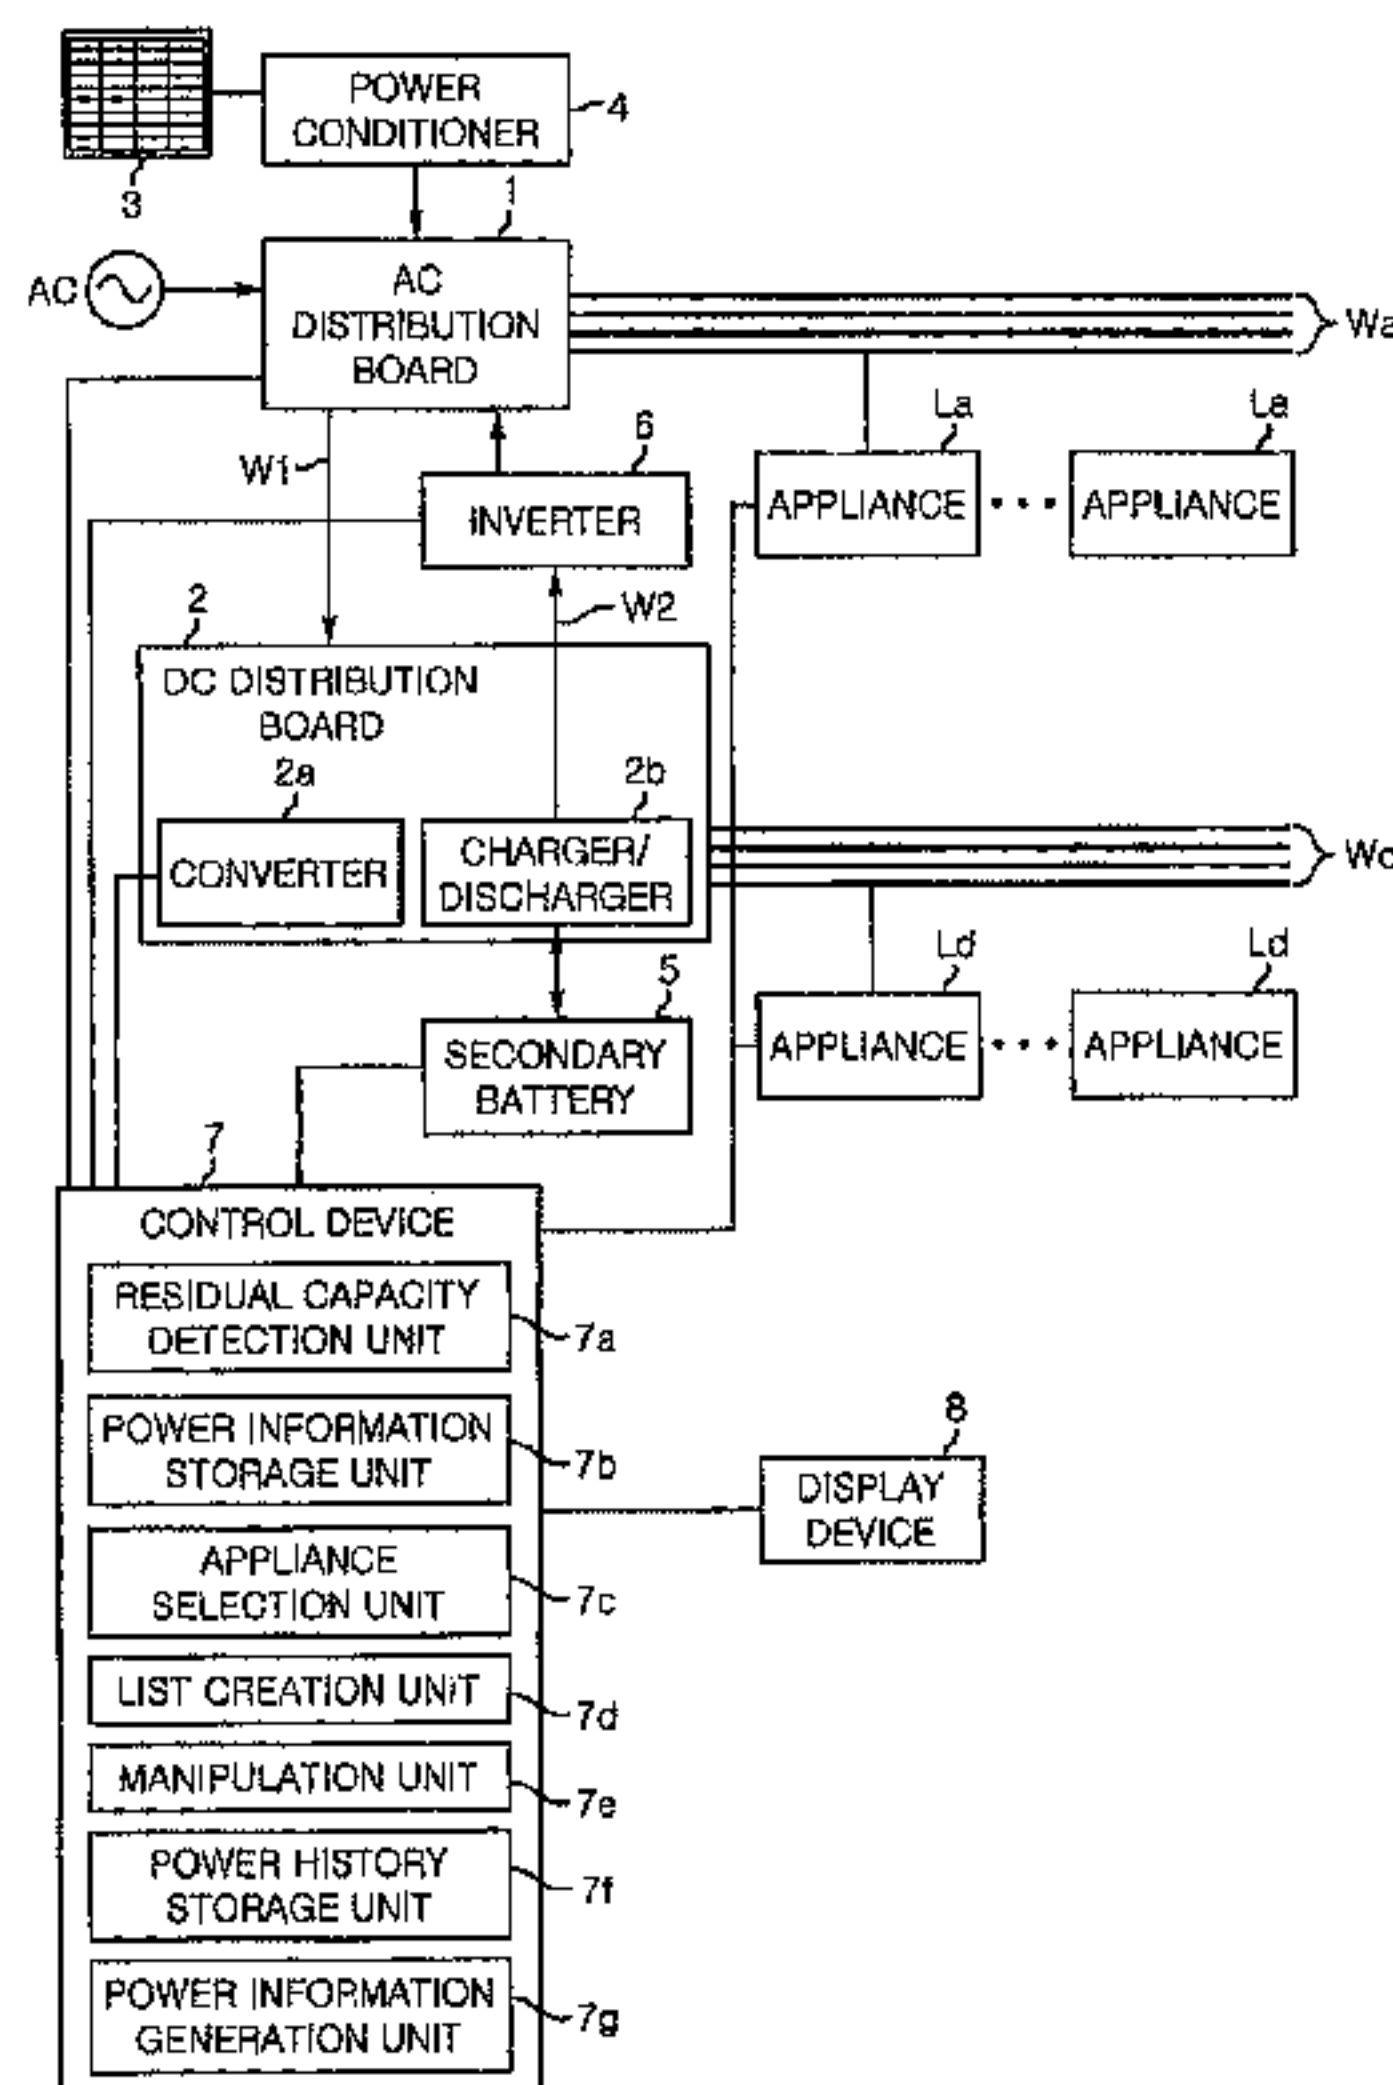 POWER
CONDITIONER
4
3
1
AC
AC
DISTRIBUTION
BOARD
Wa
La
La
6
W1
INVERTER
APPLIANCE
...
APPLIANCE
2
W2
DC DISTRIBUTION
BOARD
2a
2b
CONVERTER
CHARGER/
DISCHARGER
Ld
Ld
5
SECONDARY
BATTERY
APPLIANCE
...
APPLIANCE
7
CONTROL DEVICE
RESIDUAL CAPACITY
DETECTION UNIT
7a
POWER INFORMATION
STORAGE UNIT
7b
8
DISPLAY
DEVICE
APPLIANCE
SELECTION UNIT
7c
LIST CREATION UNIT
7d
MANIPULATION UNIT
7e
POWER HISTORY
STORAGE UNIT
7f
POWER INFORMATION
GENERATION UNIT
7g